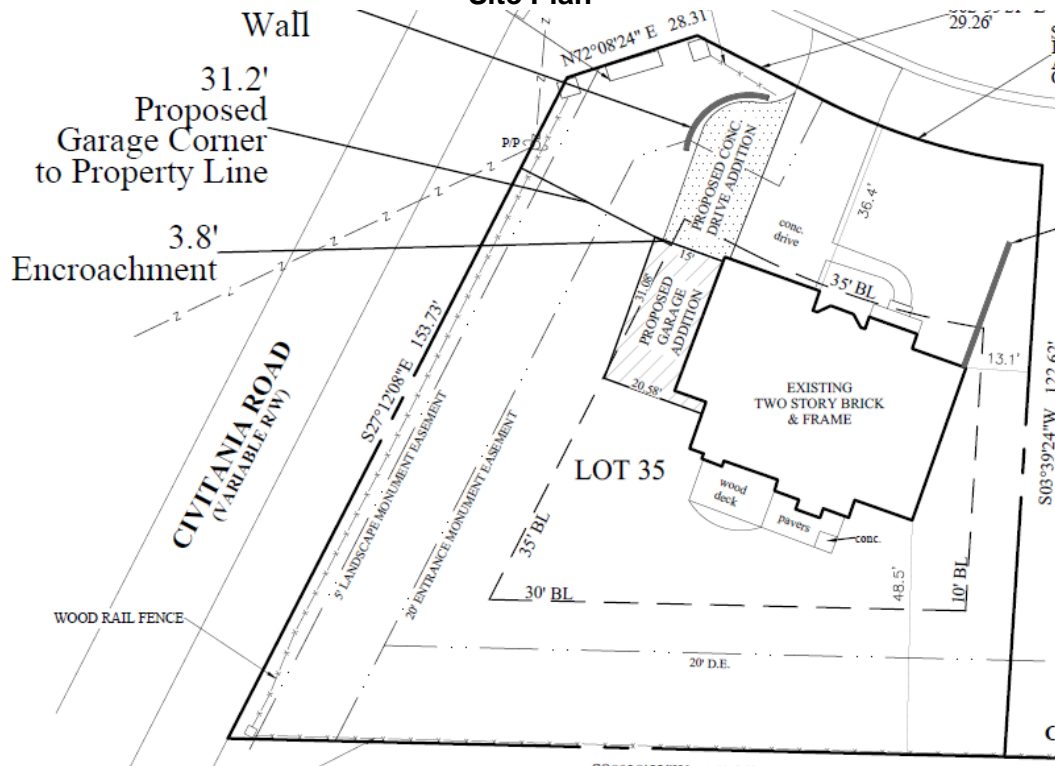 Site Plan
Wall
N72°08'24" E 28.31
29.26'
31.2'
Proposed
Garage Corner
to Property Line
P/P
PROPOSED CONC.
DRIVE ADDITION
36.4'
conc.
drive
3.8'
Encroachment
15'
31.08'
PROPOSED
GARAGE
ADDITION
35' BL
13.1'
20.58'
EXISTING
TWO STORY BRICK
& FRAME
S27°12'08"E 153.73'
CIVITANIA ROAD
(VARIABLE R/W)
5' LANDSCAPE MONUMENT EASEMENT
20' ENTRANCE MONUMENT EASEMENT
LOT 35
wood
deck
pavers
conc.
S03°39'24"W
35' BL
30' BL
48.5'
10' BL
WOOD RAIL FENCE
20' D.E.